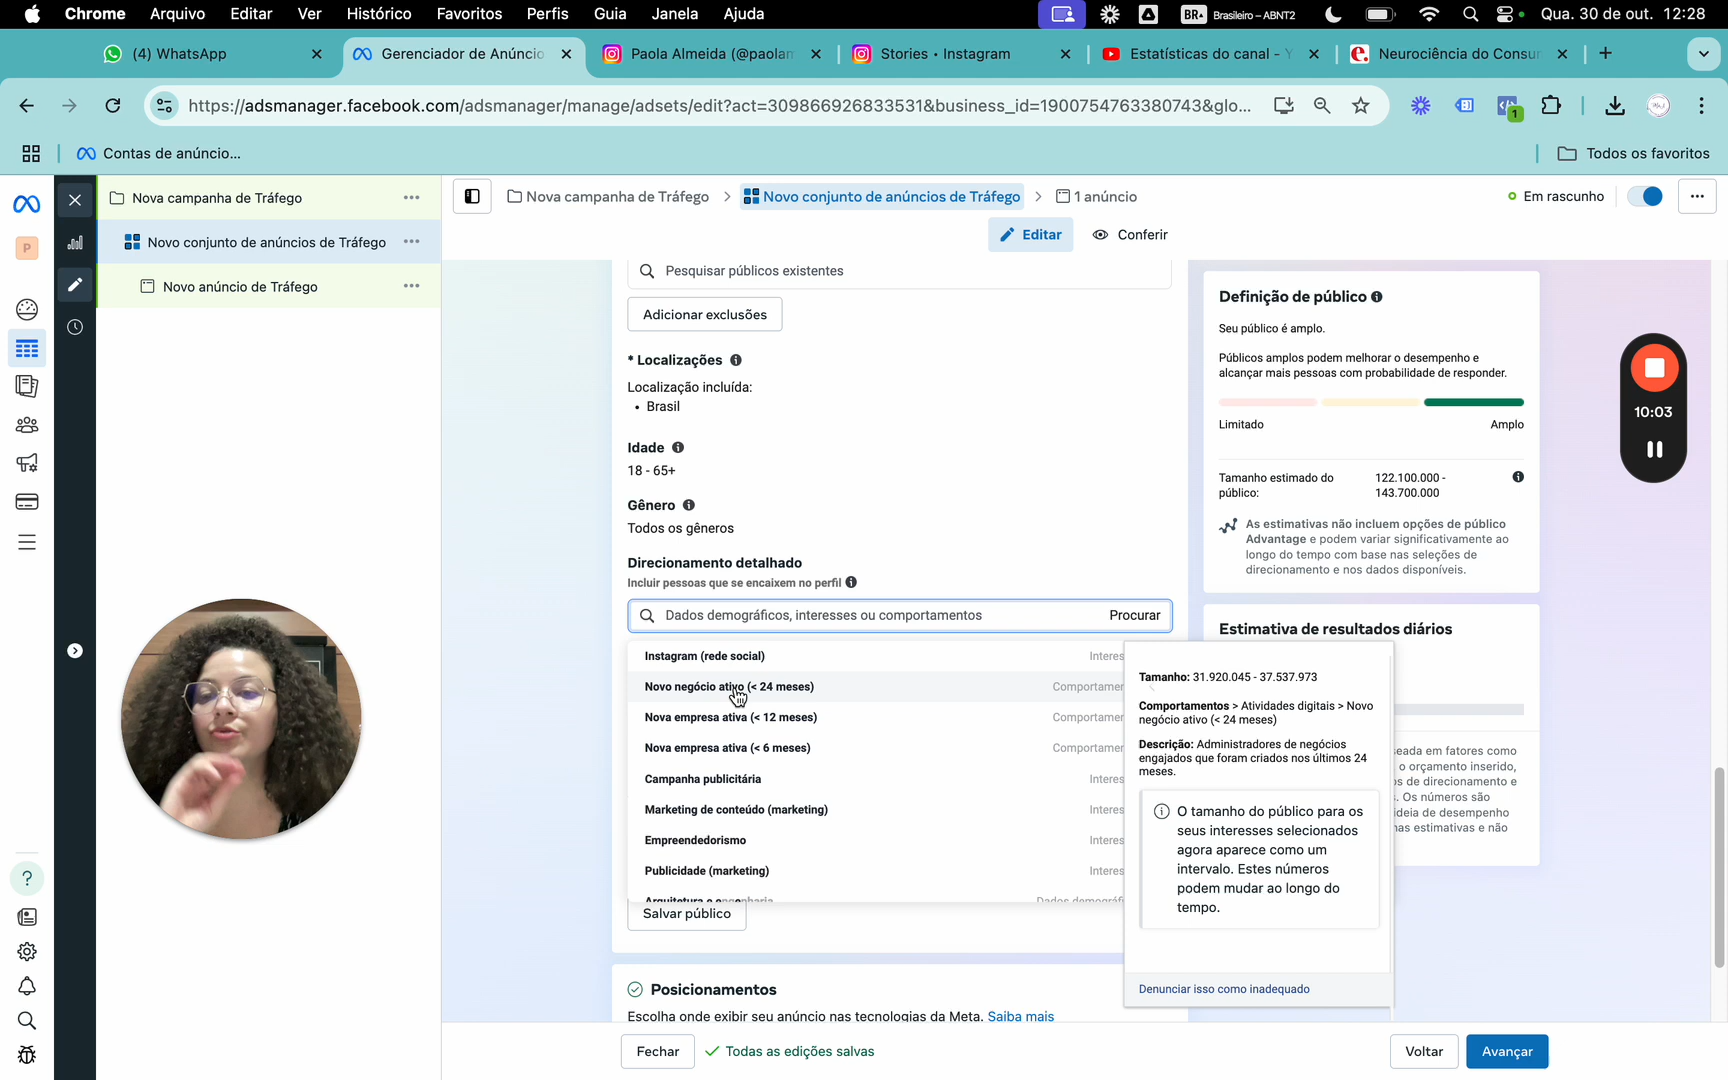 Chrome Arquivo Editar Ver Histórico Favoritos Perfis Guia Janela Ajuda
BR Brasileiro – ABNT2 Qua. 30 de out. 12:28
(4) WhatsApp
Gerenciador de Anúncio
Paola Almeida (@paolam
Stories • Instagram
Estatísticas do canal - Y
Neurociência do Consum
https://adsmanager.facebook.com/adsmanager/manage/adsets/edit?act=309866926833531&business_id=1900754763380743&glo...
1
Contas de anúncio...
Todos os favoritos
P
Nova campanha de Tráfego
Novo conjunto de anúncios de Tráfego
Novo anúncio de Tráfego
Nova campanha de Tráfego > Novo conjunto de anúncios de Tráfego > 1 anúncio
Em rascunho
Editar
Conferir
Pesquisar públicos existentes
Adicionar exclusões
* Localizações
Localização incluída:
• Brasil
Idade
18 - 65+
Gênero
Todos os gêneros
Direcionamento detalhado
Incluir pessoas que se encaixem no perfil
Dados demográficos, interesses ou comportamentos Procurar
Instagram (rede social) Interes
Novo negócio ativo (< 24 meses) Comportamen
Nova empresa ativa (< 12 meses) Comportamen
Nova empresa ativa (< 6 meses) Comportamen
Campanha publicitária Interes
Marketing de conteúdo (marketing) Interes
Empreendedorismo Interes
Publicidade (marketing) Interes
Arquitetura e engenharia Dados demográfi
Salvar público
Posicionamentos
Escolha onde exibir seu anúncio nas tecnologias da Meta. Saiba mais
Fechar
Todas as edições salvas
Voltar
Avançar
Definição de público
Seu público é amplo.
Públicos amplos podem melhorar o desempenho e
alcançar mais pessoas com probabilidade de responder.
Limitado Amplo
Tamanho estimado do
público:
122.100.000 -
143.700.000
As estimativas não incluem opções de público
Advantage e podem variar significativamente ao
longo do tempo com base nas seleções de
direcionamento e nos dados disponíveis.
Estimativa de resultados diários
Tamanho: 31.920.045 - 37.537.973
Comportamentos > Atividades digitais > Novo
negócio ativo (< 24 meses)
Descrição: Administradores de negócios
engajados que foram criados nos últimos 24
meses.
O tamanho do público para os
seus interesses selecionados
agora aparece como um
intervalo. Estes números
podem mudar ao longo do
tempo.
Denunciar isso como inadequado
eada em fatores como
o orçamento inserido,
s de direcionamento e
. Os números são
ideia de desempenho
nas estimativas e não
10:03